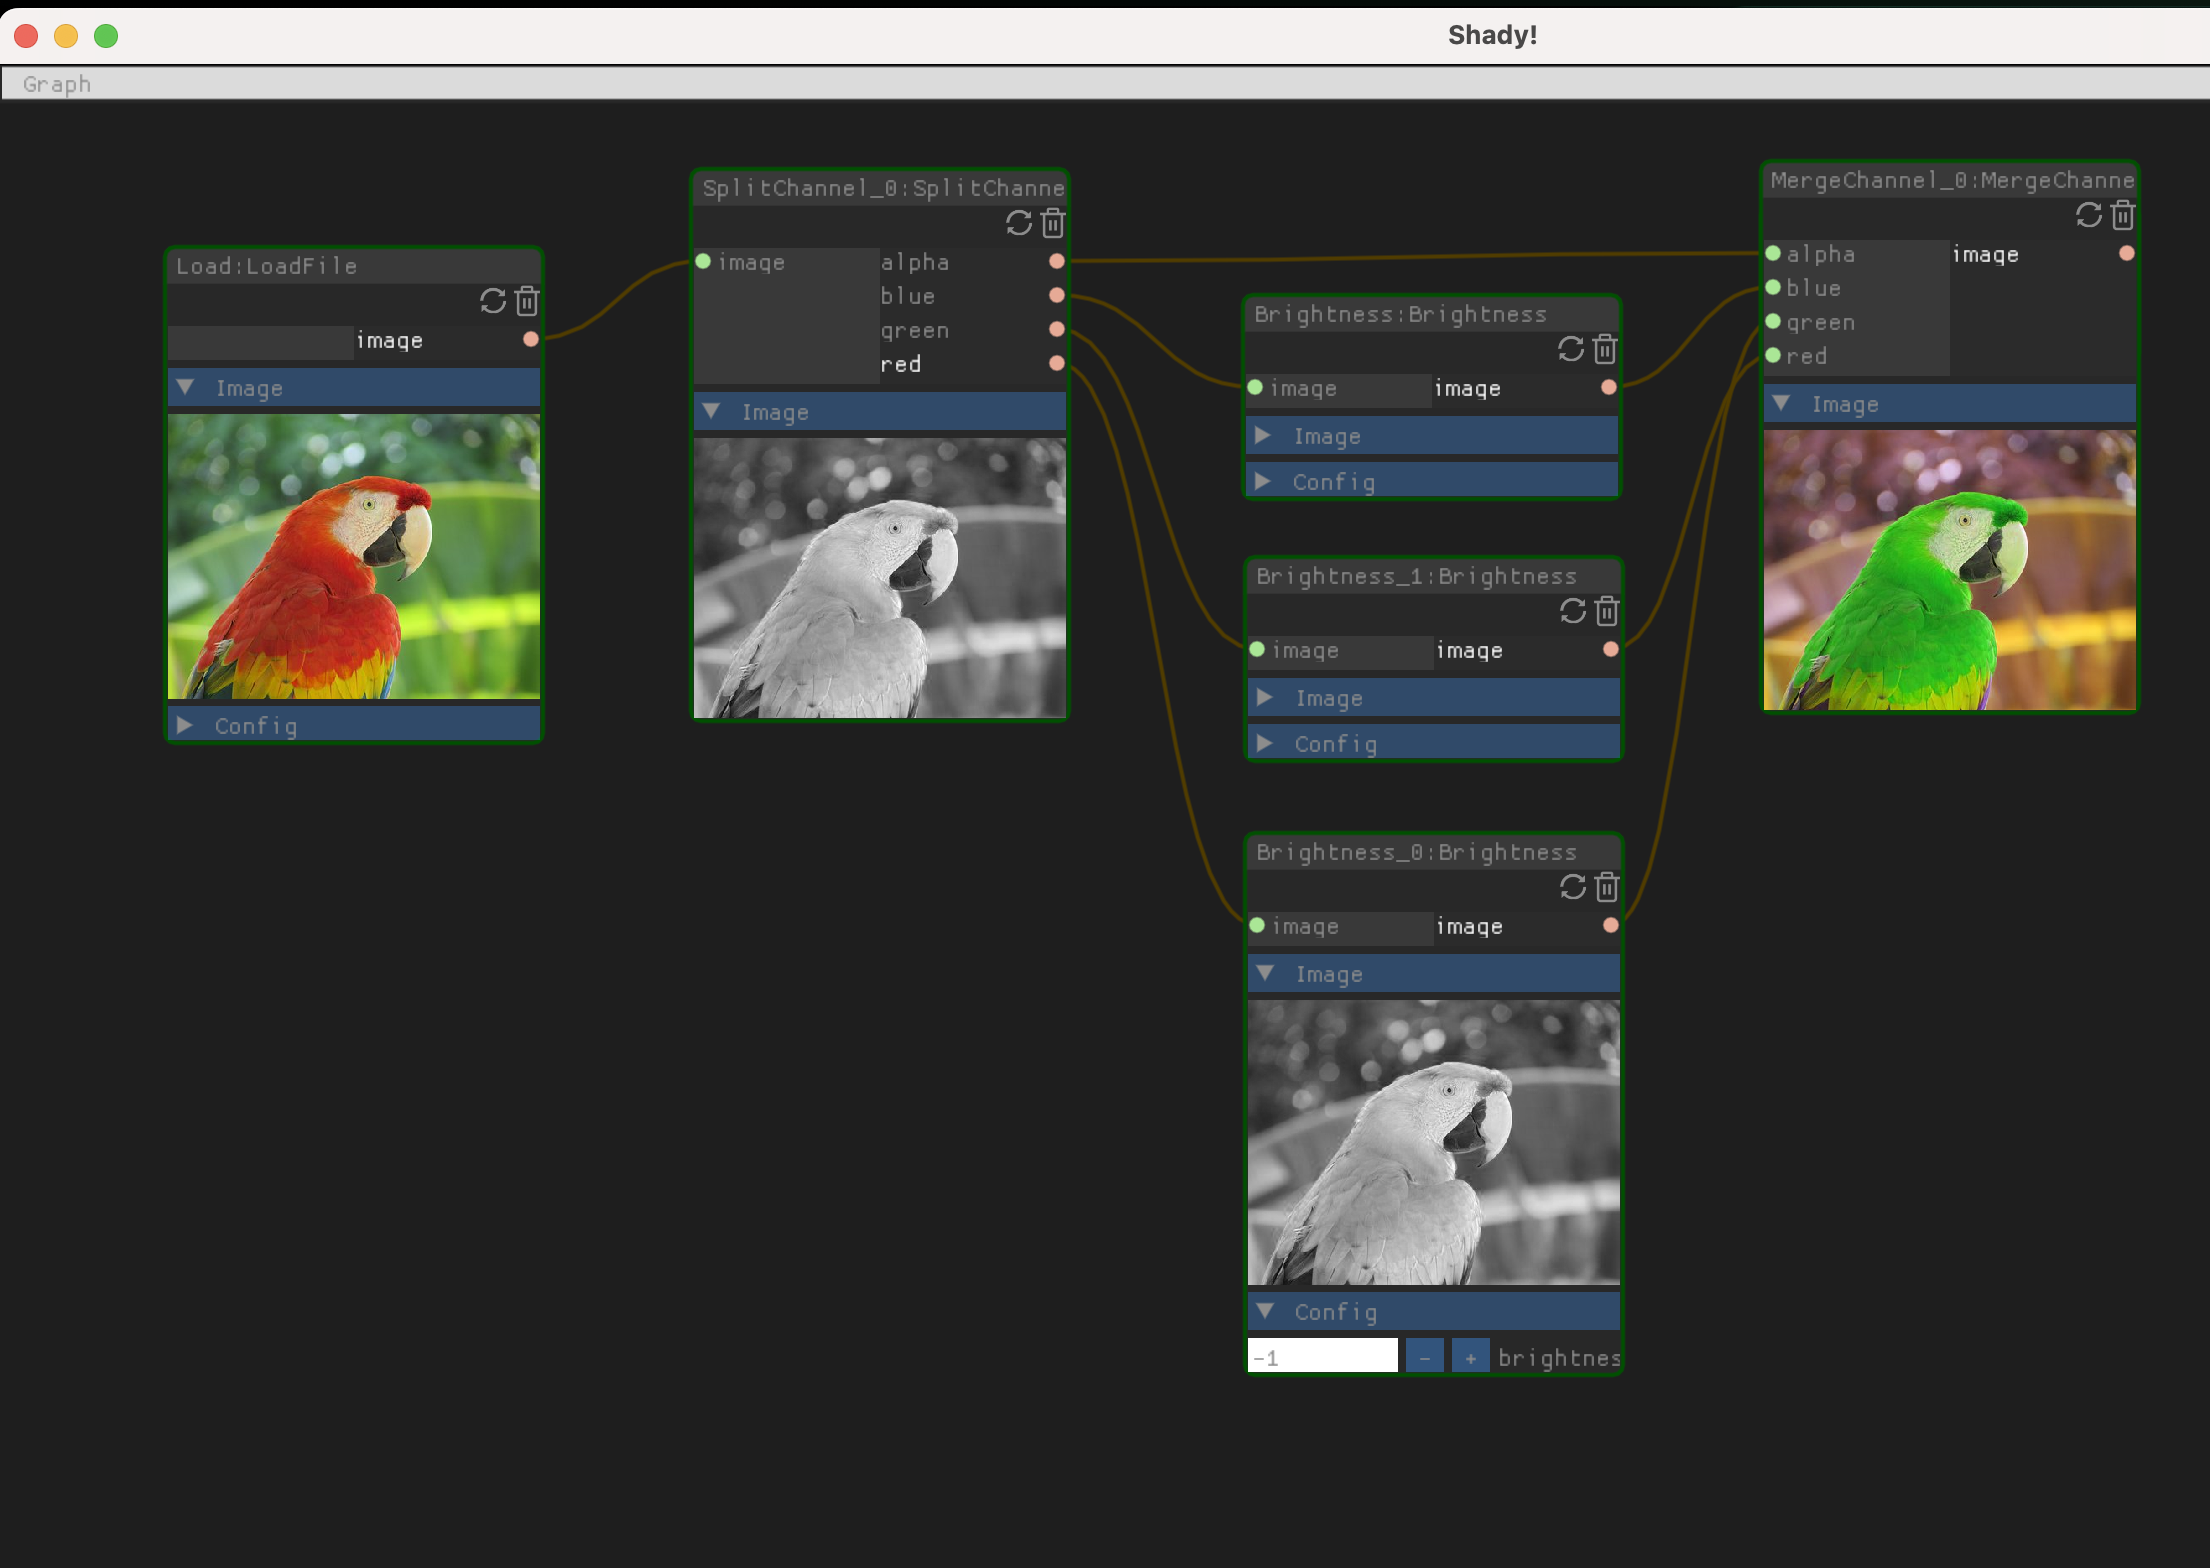 Shady!
Graph
Load:LoadFile
image
Image
Config
SplitChannel_0:SplitChanne
image
alpha
blue
green
red
Image
Brightness:Brightness
image
image
Image
Config
Brightness_1:Brightness
image
image
Image
Config
Brightness_0:Brightness
image
image
Image
Config
-1
-
+
brightnes
MergeChannel_0:MergeChanne
alpha
image
blue
green
red
Image